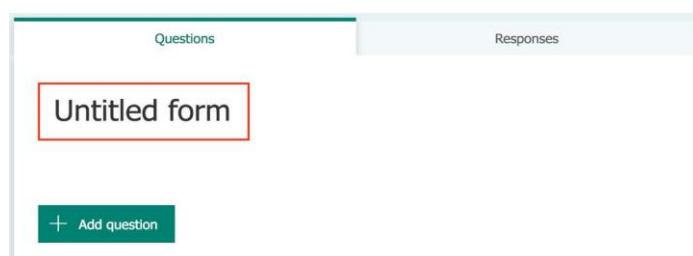 Questions
Responses
Untitled form
Add question